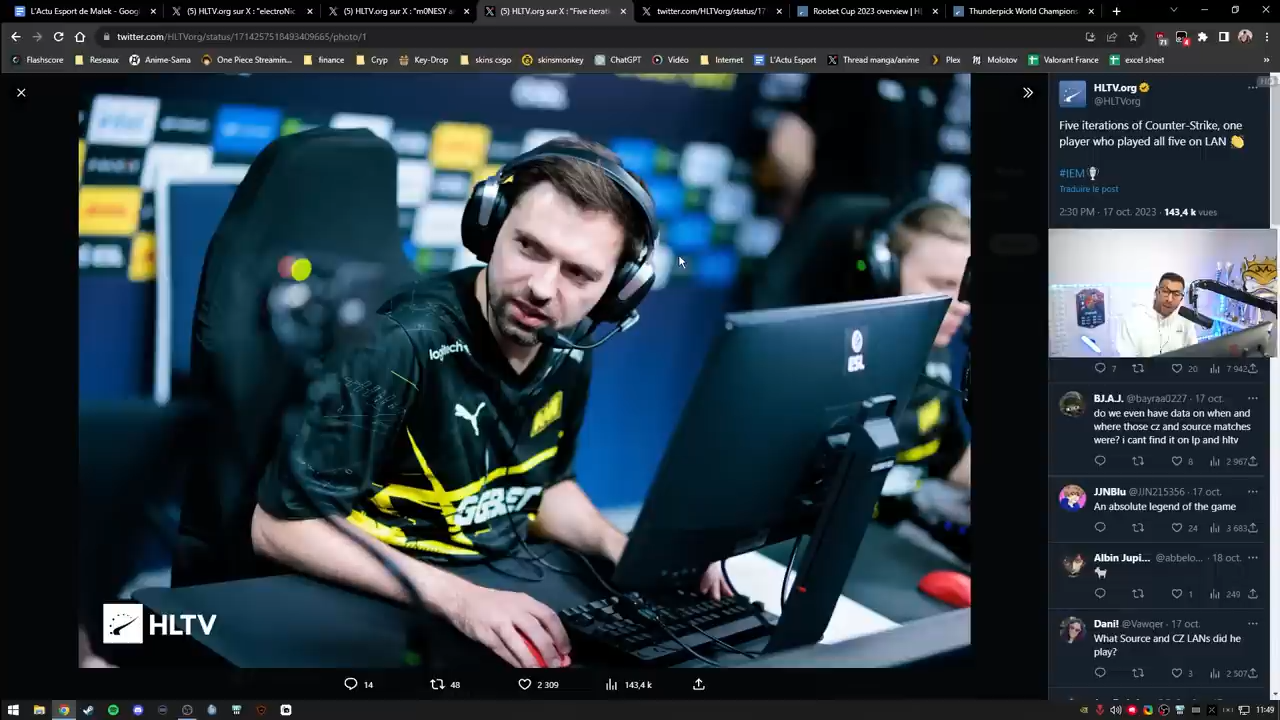 L'Actu Esport de Malek - Googl
(5) HLTV.org sur X : "electroNic
(5) HLTV.org sur X : "m0NESY a
(5) HLTV.org sur X : "Five iterati
twitter.com/HLTVorg/status/17
Roobet Cup 2023 overview | HL
Thunderpick World Champions
twitter.com/HLTVorg/status/1714257518493409665/photo/1
Flashscore
Reseaux
Anime-Sama
One Piece Streamin...
finance
Cryp
Key-Drop
skins csgo
skinsmonkey
ChatGPT
Vidéo
Internet
L'Actu Esport
Thread manga/anime
Plex
Molotov
Valorant France
excel sheet
HLTV.org
@HLTVorg
Five iterations of Counter-Strike, one
player who played all five on LAN 👏
#IEM
Traduire le post
2:30 PM · 17 oct. 2023 · 143,4 k vues
logitech
GGBET
ESL
HLTV
7 20 7 942
B.J.A.J. @bayraa0227 · 17 oct.
do we even have data on when and
where those cz and source matches
were? i cant find it on lp and hltv
8 2 967
JJNBlu @JJN215356 · 17 oct.
An absolute legend of the game
24 3 683
Albin Jupi... @abbelo... · 18 oct.
🐐
1 249
Dani! @Vawqer · 17 oct.
What Source and CZ LANs did he
play?
3 2 507
14 48 2 309 143,4 k
11:49